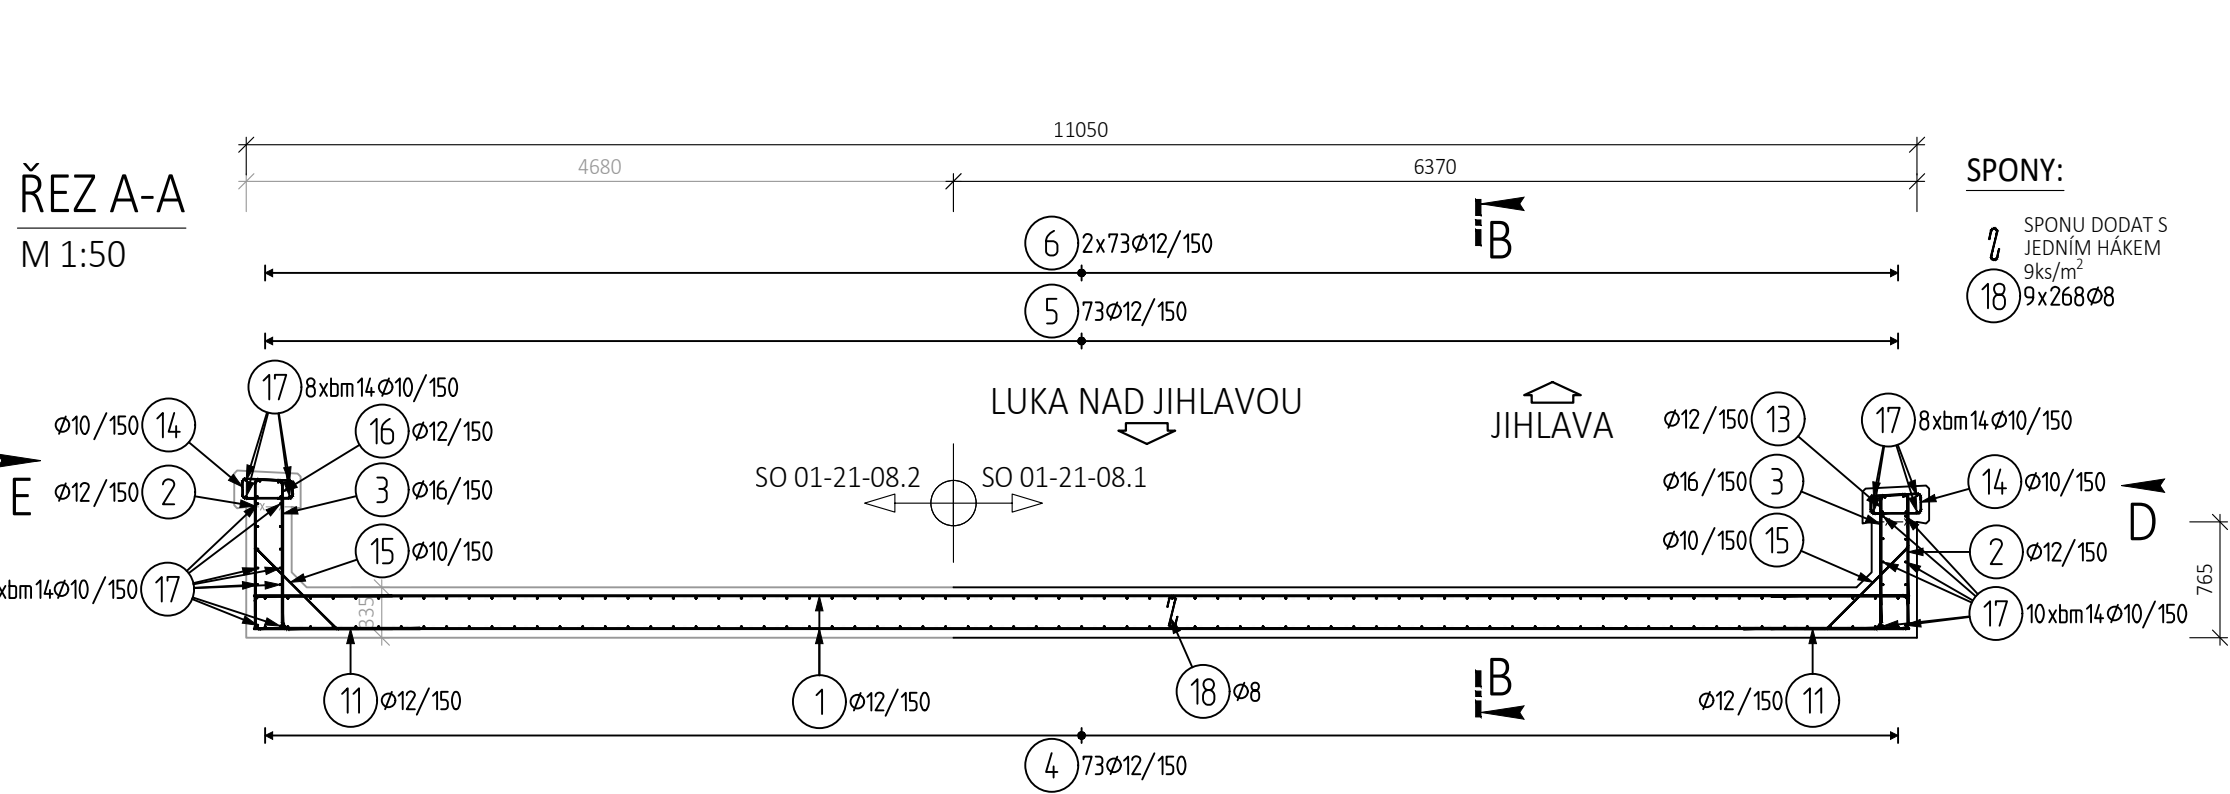 11050
4680
6370
ŘEZ A-A
M 1:50
SPONY:
SPONU DODAT S
JEDNÍM HÁKEM
9ks/m²
18 9x268Ø8
B
6 2x73Ø12/150
5 73Ø12/150
17 8xbm14Ø10/150
Ø10/150 14
16 Ø12/150
E
Ø12/150 2
3 Ø16/150
15 Ø10/150
xbm14Ø10/150 17
335
LUKA NAD JIHLAVOU
JIHLAVA
SO 01-21-08.2
SO 01-21-08.1
Ø12/150 13
17 8xbm14Ø10/150
Ø16/150 3
14 Ø10/150
D
Ø10/150 15
2 Ø12/150
765
17 10xbm14Ø10/150
11 Ø12/150
1 Ø12/150
18 Ø8
B
Ø12/150 11
4 73Ø12/150